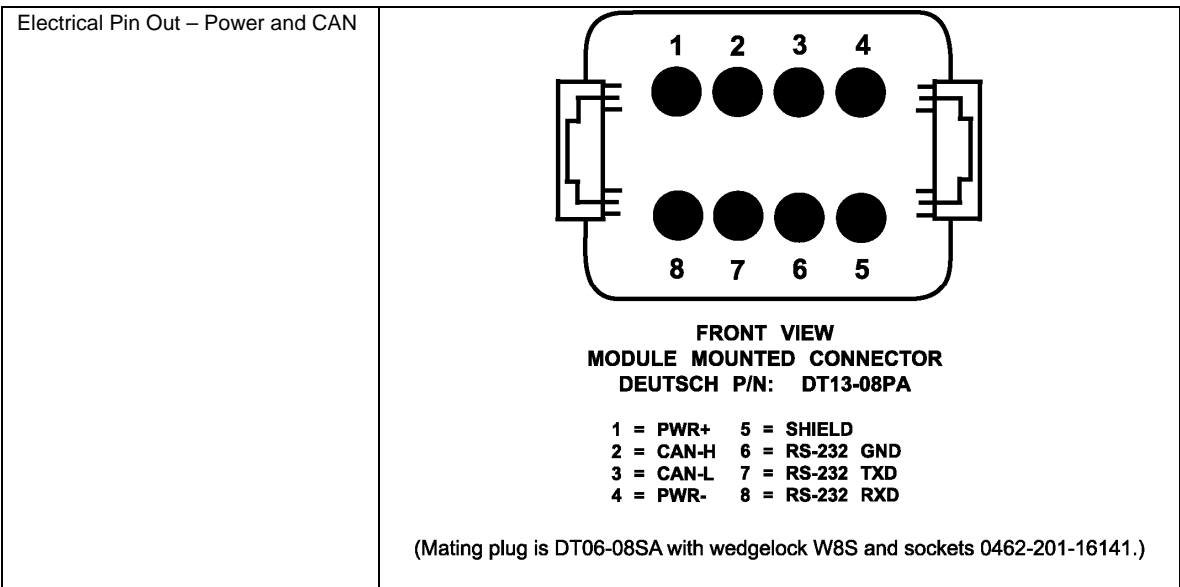 Electrical Pin Out – Power and CAN
1 2 3 4
8 7 6 5
FRONT VIEW
MODULE MOUNTED CONNECTOR
DEUTSCH P/N: DT13-08PA
1 = PWR+ 5 = SHIELD
2 = CAN-H 6 = RS-232 GND
3 = CAN-L 7 = RS-232 TXD
4 = PWR- 8 = RS-232 RXD
(Mating plug is DT06-08SA with wedgelock W8S and sockets 0462-201-16141.)